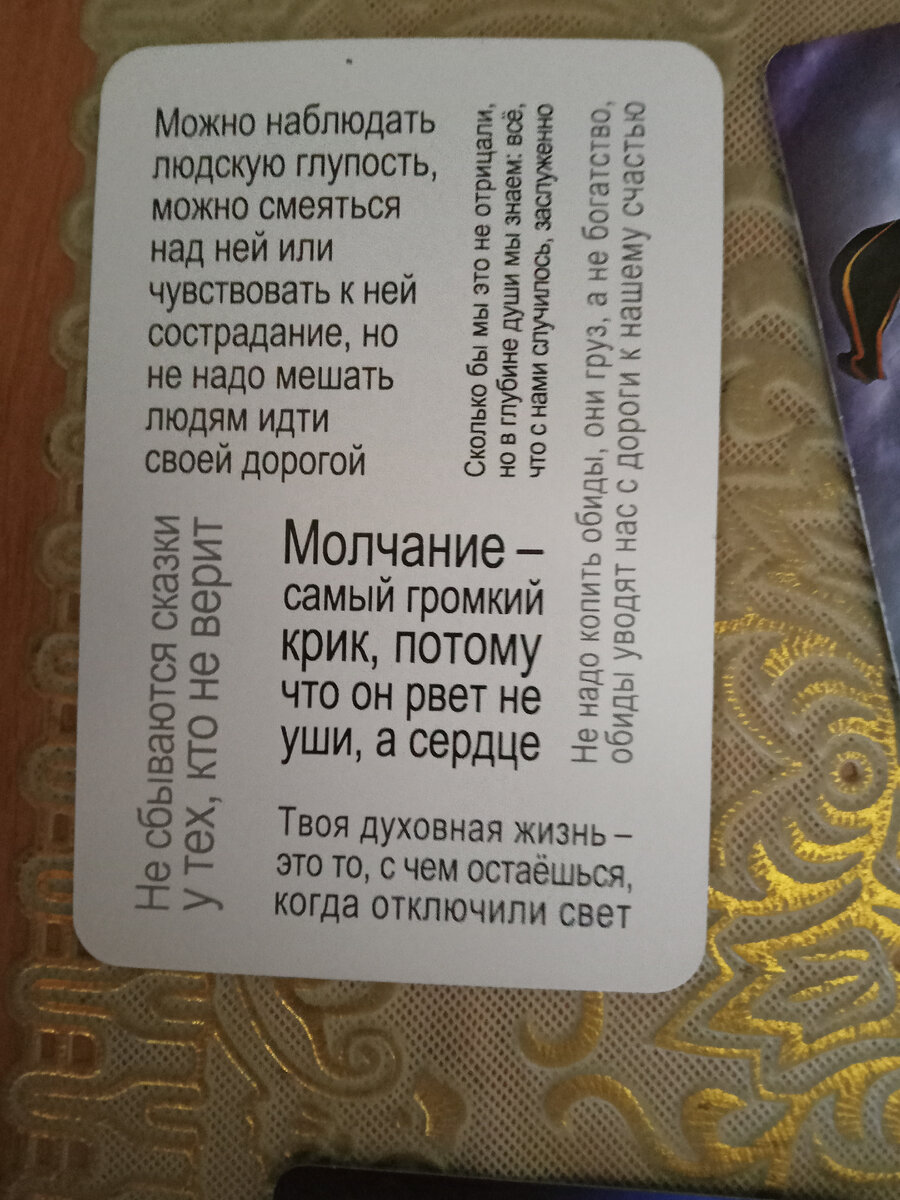 Можно наблюдать
людскую глупость,
можно смеяться
над ней или
чувствовать к ней
сострадание, но
не надо мешать
людям идти
своей дорогой
Сколько бы мы это не отрицали,
но в глубине души мы знаем: всё,
что с нами случилось, заслуженно
Не надо копить обиды, они груз, а не богатство,
обиды уводят нас с дороги к нашему счастью
Не сбываются сказки
у тех, кто не верит
Молчание –
самый громкий
крик, потому
что он рвет не
уши, а сердце
Твоя духовная жизнь –
это то, с чем остаёшься,
когда отключили свет